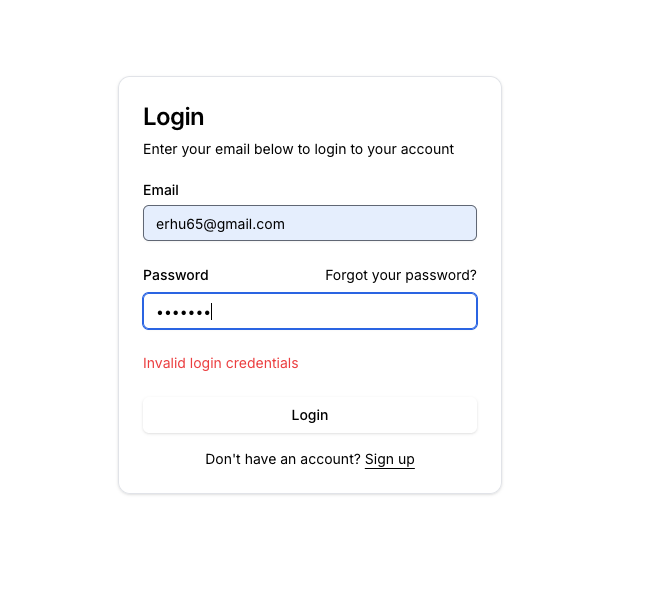 Login
Enter your email below to login to your account
Email
erhu65@gmail.com
Password Forgot your password?
•••••••
Invalid login credentials
Login
Don't have an account? Sign up